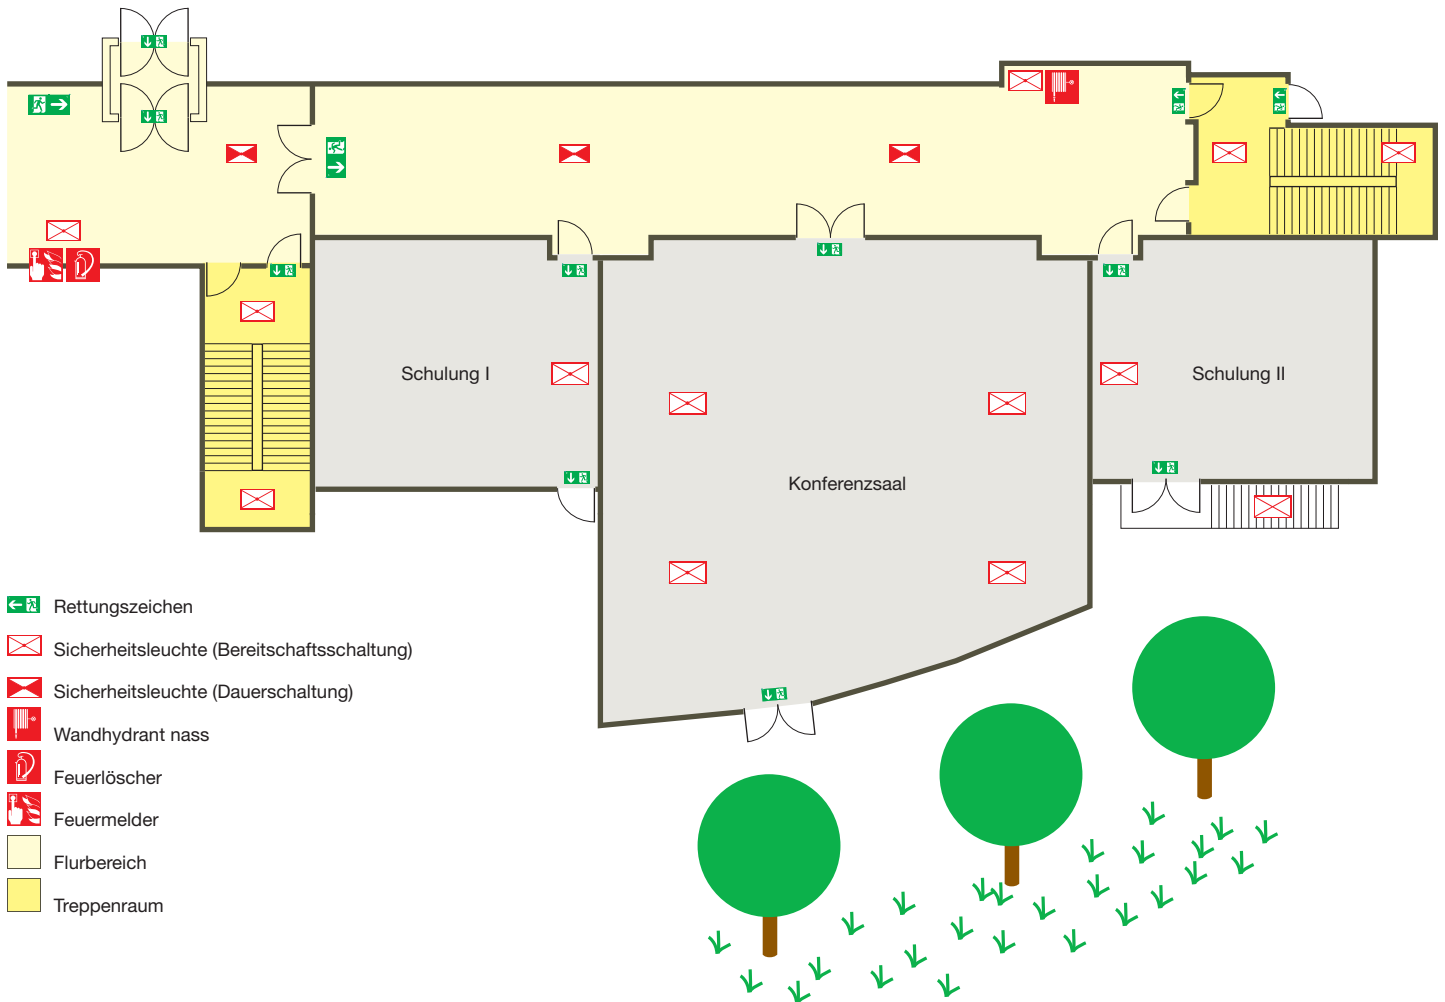 Schulung I
Schulung II
Konferenzsaal
Rettungszeichen
Sicherheitsleuchte (Bereitschaftsschaltung)
Sicherheitsleuchte (Dauerschaltung)
Wandhydrant nass
Feuerlöscher
Feuermelder
Flurbereich
Treppenraum